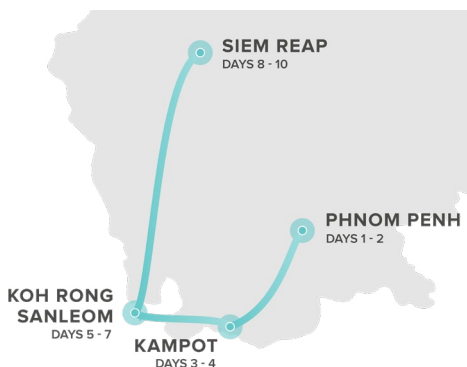 SIEM REAP
DAYS 8 - 10
PHNOM PENH
DAYS 1 - 2
KOH RONG
SANLEOM
DAYS 5 - 7
KAMPOT
DAYS 3 - 4